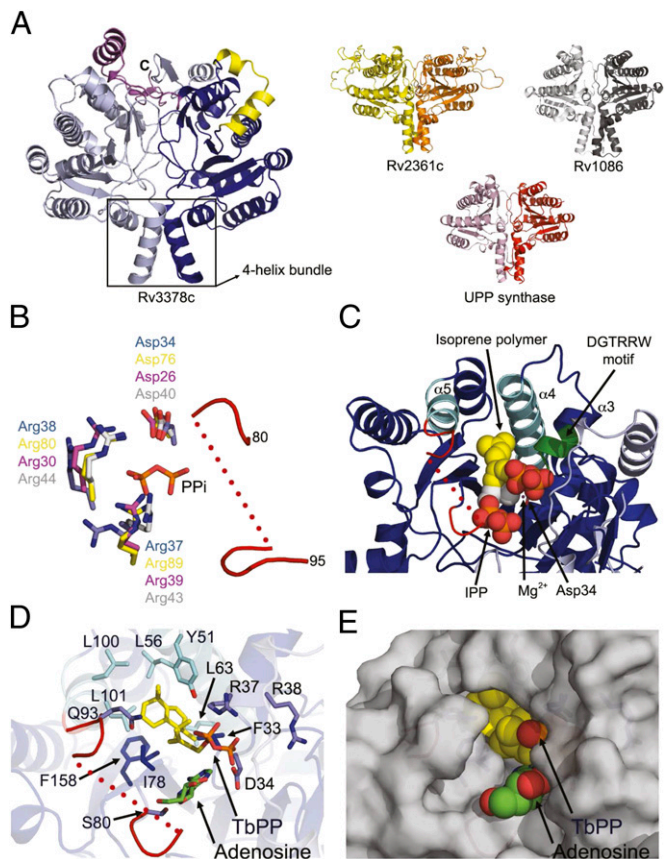 A
C
N
Rv3378c
4-helix bundle
Rv2361c
Rv1086
UPP synthase
B
Asp34
Asp76
Asp26
Asp40
Arg38
Arg80
Arg30
Arg44
PPi
80
95
Arg37
Arg89
Arg39
Arg43
C
Isoprene polymer
DGTRRW
motif
α5
α4
α3
IPP
Mg²⁺
Asp34
D
L100
L56
Y51
L63
L101
R37
R38
Q93
F33
F158
I78
D34
S80
TbPP
Adenosine
E
TbPP
Adenosine